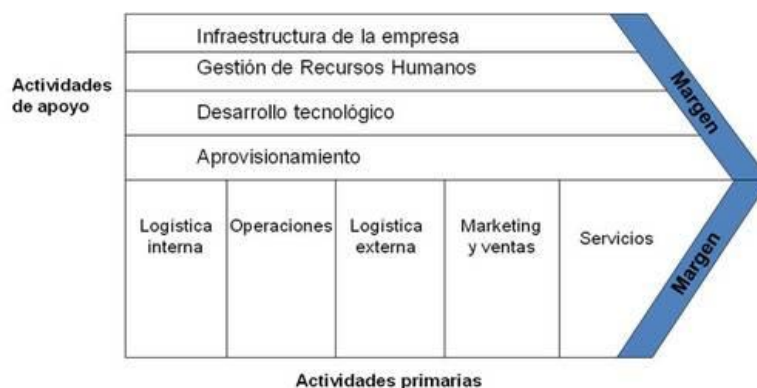 Infraestructura de la empresa
Gestión de Recursos Humanos
Actividades
de apoyo
Desarrollo tecnológico
Aprovisionamiento
Margen
Logística
interna
Operaciones
Logística
externa
Marketing
y ventas
Servicios
Margen
Actividades primarias